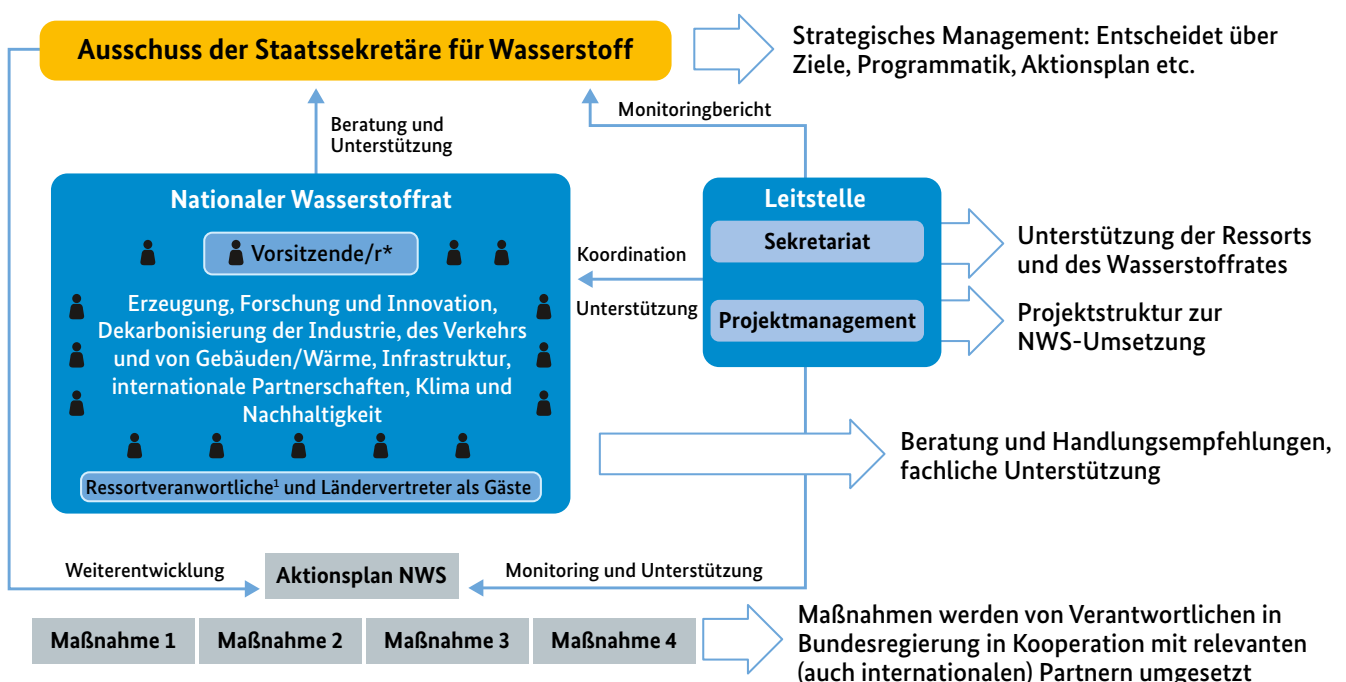 Ausschuss der Staatssekretäre für Wasserstoff
Strategisches Management: Entscheidet über
Ziele, Programmatik, Aktionsplan etc.
Beratung und
Unterstützung
Monitoringbericht
Nationaler Wasserstoffrat
Vorsitzende/r*
Erzeugung, Forschung und Innovation,
Dekarbonisierung der Industrie, des Verkehrs
und von Gebäuden/Wärme, Infrastruktur,
internationale Partnerschaften, Klima und
Nachhaltigkeit
Ressortveranwortliche¹ und Ländervertreter als Gäste
Koordination
Unterstützung
Leitstelle
Sekretariat
Projektmanagement
Unterstützung der Ressorts
und des Wasserstoffrates
Projektstruktur zur
NWS-Umsetzung
Beratung und Handlungsempfehlungen,
fachliche Unterstützung
Weiterentwicklung
Aktionsplan NWS
Monitoring und Unterstützung
Maßnahme 1
Maßnahme 2
Maßnahme 3
Maßnahme 4
Maßnahmen werden von Verantwortlichen in
Bundesregierung in Kooperation mit relevanten
(auch internationalen) Partnern umgesetzt